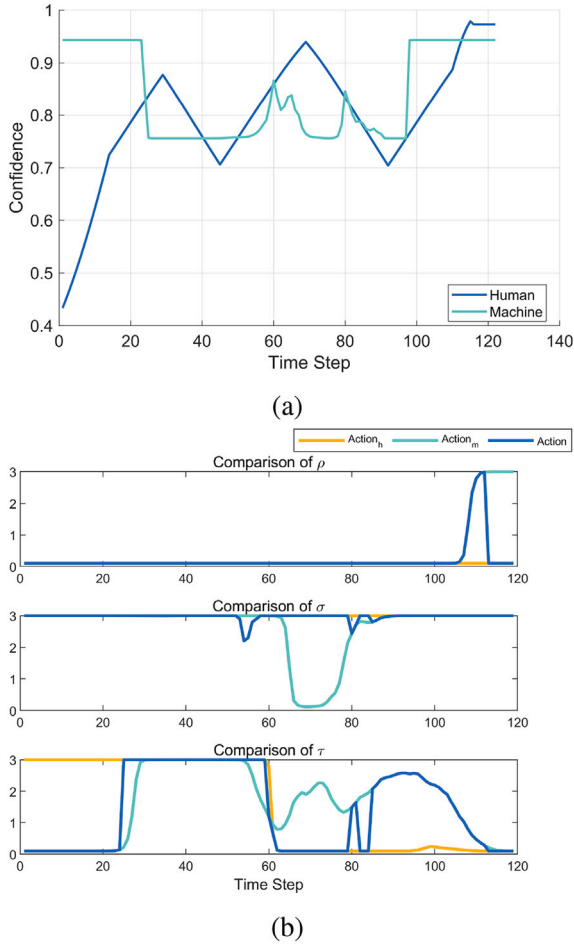 1
0.9
0.8
0.7
0.6
0.5
0.4
Confidence
Human
Machine
0 20 40 60 80 100 120 140
Time Step
(a)
Action_h Action_m Action
Comparison of ρ
3
2
1
0
0 20 40 60 80 100 120
Comparison of σ
3
2
1
0
0 20 40 60 80 100 120
Comparison of τ
3
2
1
0
0 20 40 60 80 100 120
Time Step
(b)